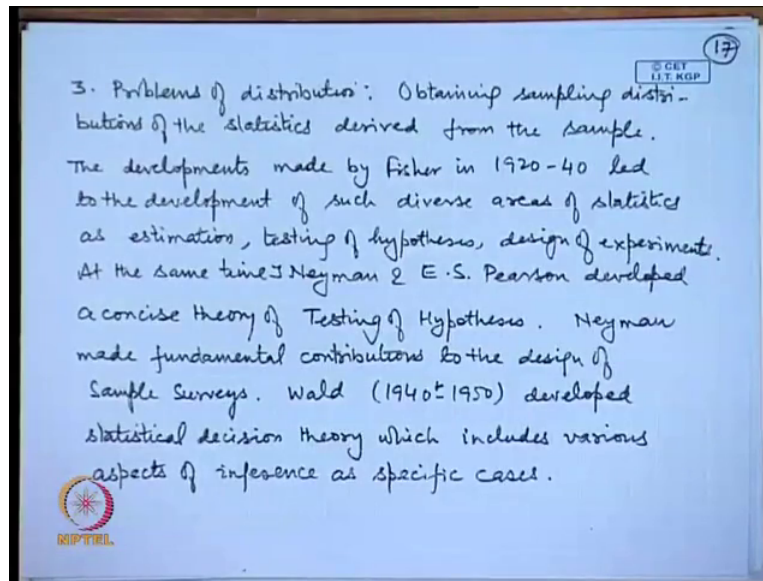 17
© CET
I.I.T. KGP
3. Problems of distribution: Obtaining sampling distri-
butions of the statistics derived from the sample.
The developments made by Fisher in 1920-40 led
to the development of such diverse areas of statistics
as estimation, testing of hypotheses, design of experiments.
At the same time J Neyman & E.S. Pearson developed
a concise theory of Testing of Hypothesis. Neyman
made fundamental contributions to the design of
Sample Surveys. Wald (1940-1950) developed
statistical decision theory which includes various
aspects of inference as specific cases.
NPTEL